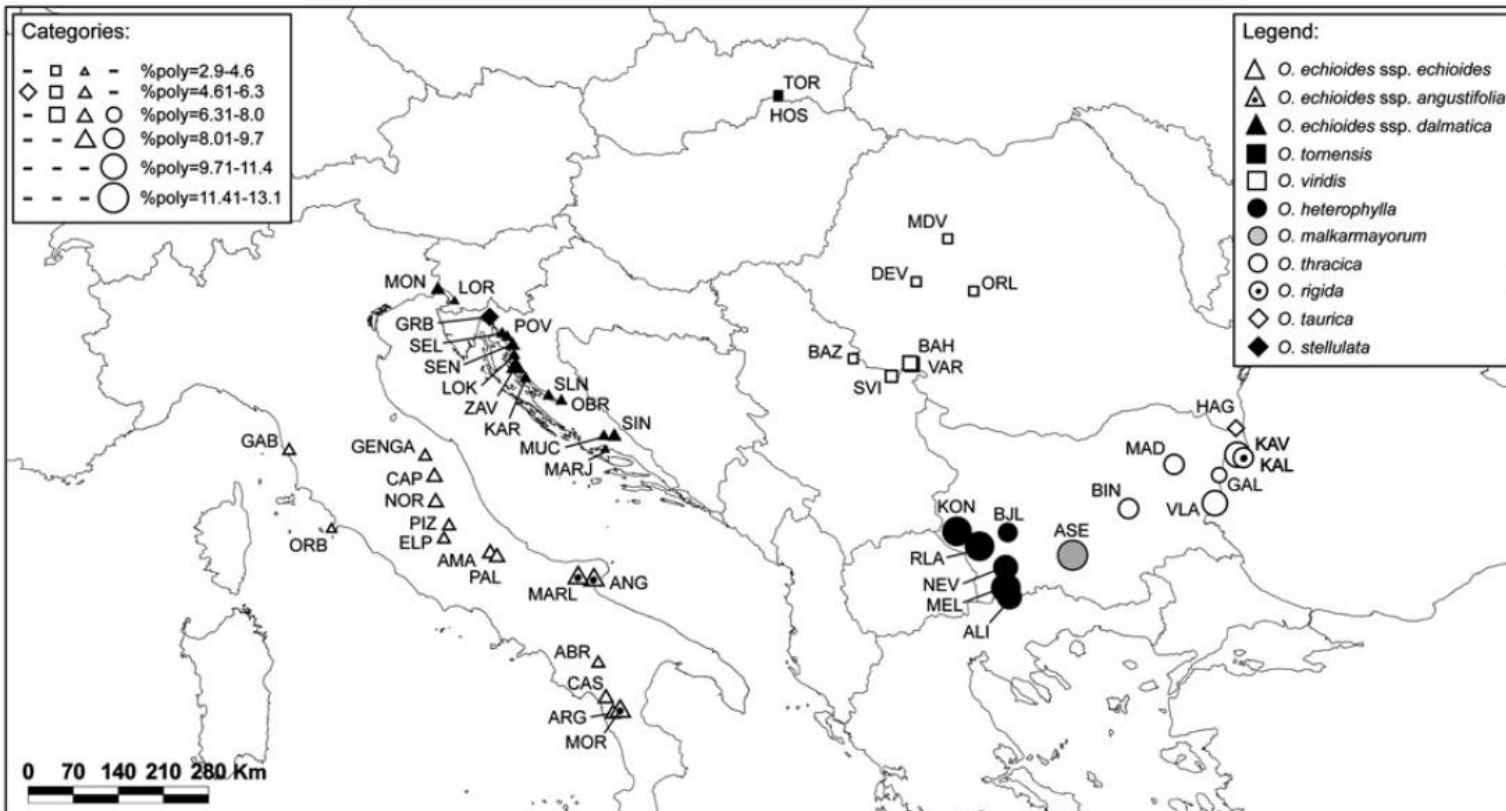 Categories:
%poly=2.9-4.6
%poly=4.61-6.3
%poly=6.31-8.0
%poly=8.01-9.7
%poly=9.71-11.4
%poly=11.41-13.1
Legend:
O. echioides ssp. echioides
O. echioides ssp. angustifolia
O. echioides ssp. dalmatica
O. tornensis
O. viridis
O. heterophylla
O. malkarmayorum
O. thracica
O. rigida
O. taurica
O. stellulata
TOR
HOS
MDV
DEV
ORL
MON
LOR
GRB
POV
SEL
SEN
LOK
ZAV
KAR
SLN
OBR
MUC
SIN
MARJ
BAZ
BAH
VAR
SVI
HAG
KAV
KAL
MAD
GAL
BIN
VLA
GAB
GENGA
CAP
NOR
PIZ
ELP
ORB
AMA
PAL
MARL
ANG
KON
BJL
ASE
RLA
NEV
MEL
ALI
ABR
CAS
ARG
MOR
0 70 140 210 280 Km